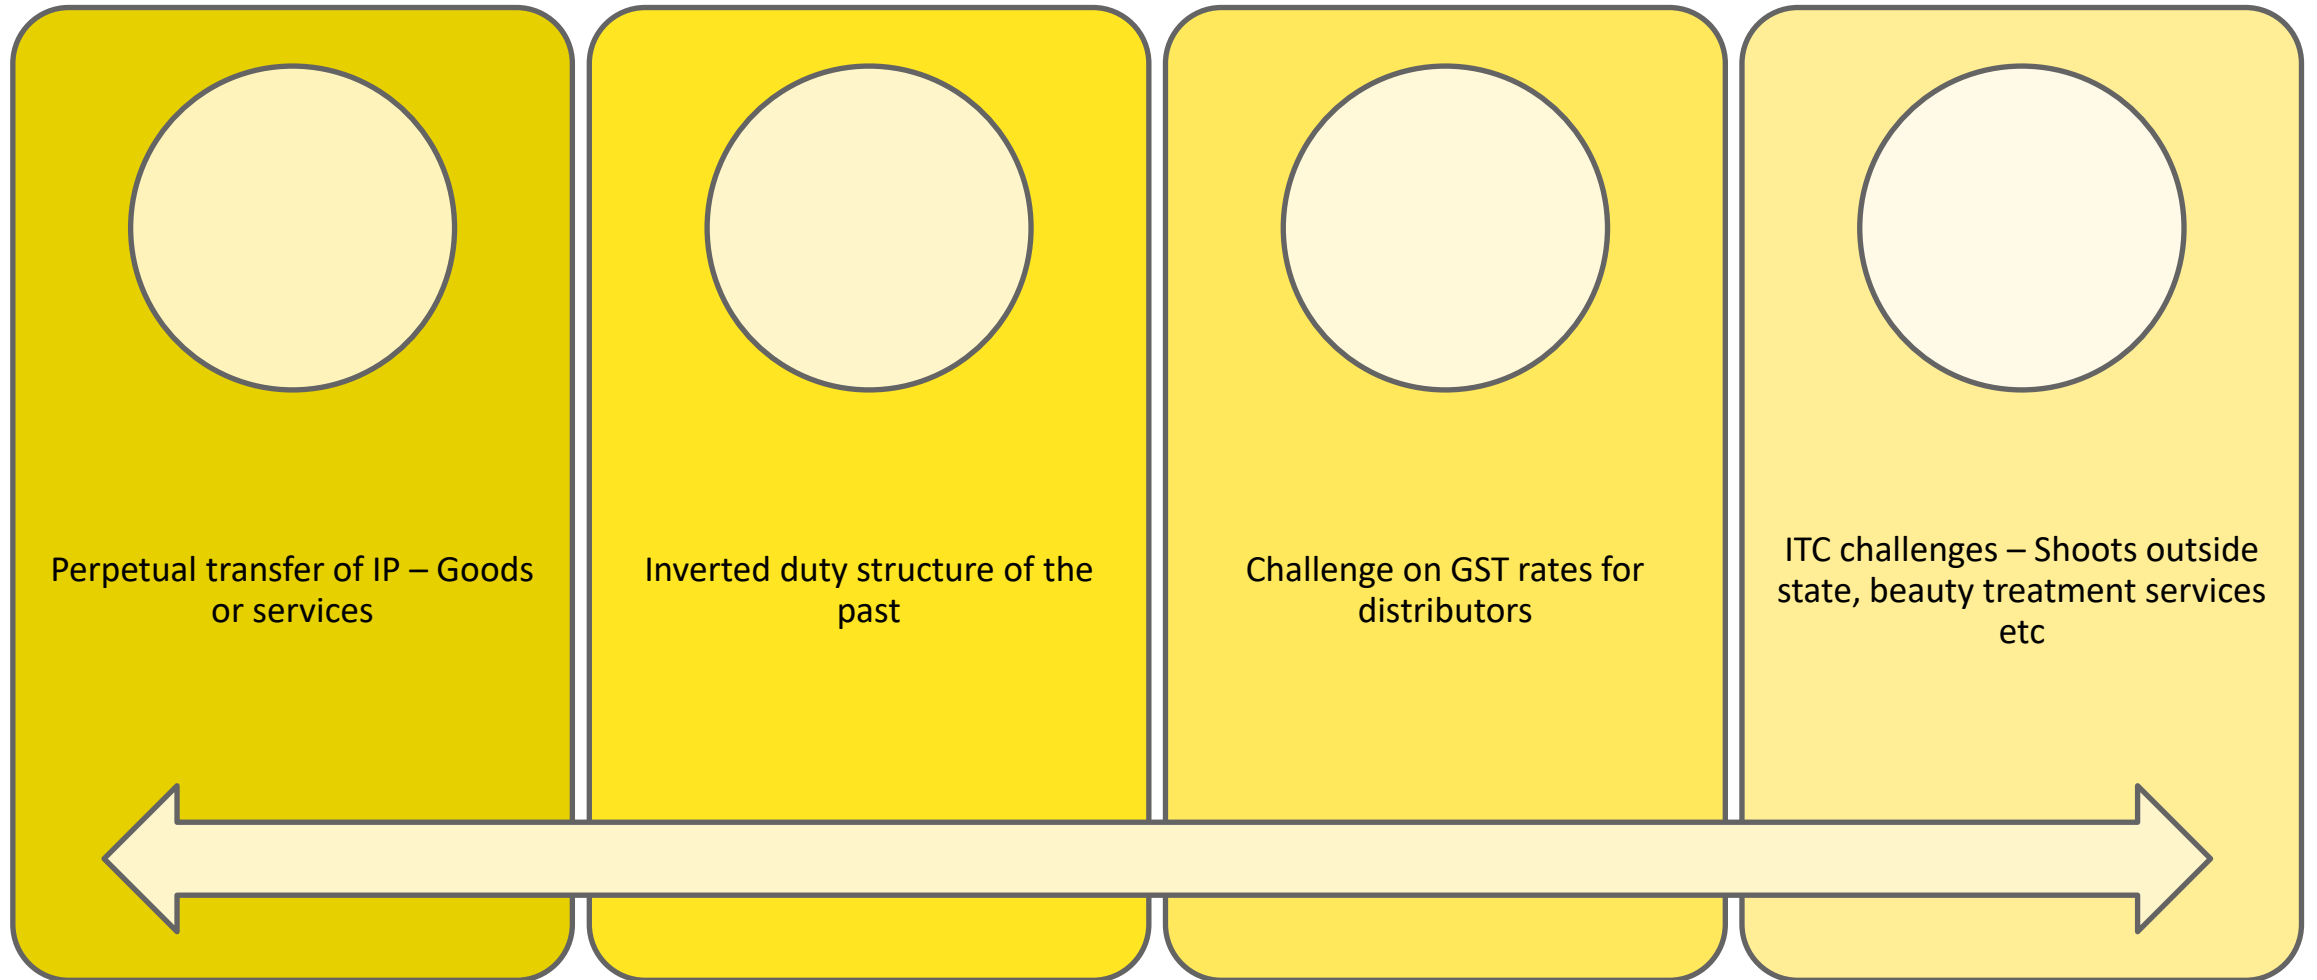 Perpetual transfer of IP – Goods
or services
Inverted duty structure of the
past
Challenge on GST rates for
distributors
ITC challenges – Shoots outside
state, beauty treatment services
etc